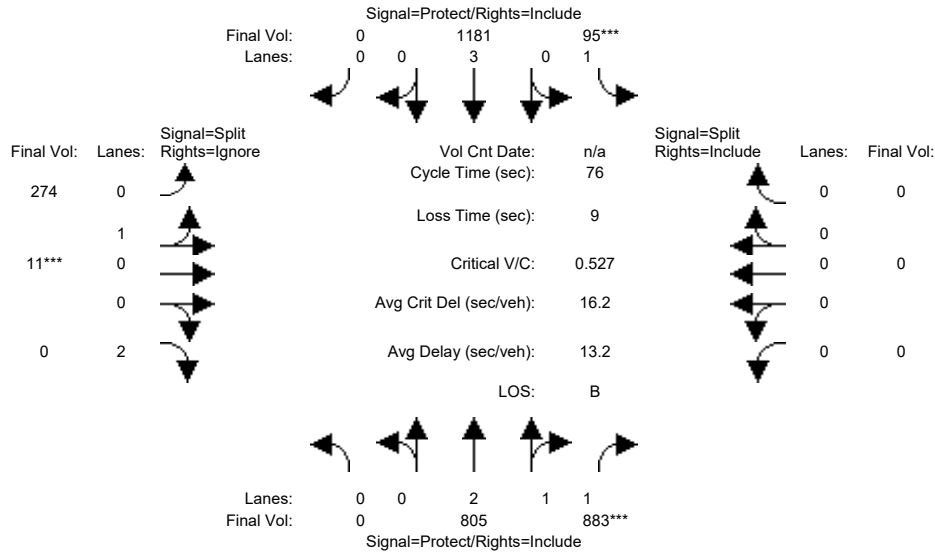 Signal=Protect/Rights=Include
Final Vol: 0 1181 95***
Lanes: 0 0 3 0 1
Signal=Split Signal=Split
Final Vol: Lanes: Rights=Ignore Vol Cnt Date: n/a Rights=Include Lanes: Final Vol:
Cycle Time (sec): 76
274 0 0 0
Loss Time (sec): 9
1 0
11*** 0 Critical V/C: 0.527 0 0
0 Avg Crit Del (sec/veh): 16.2 0
0 2 Avg Delay (sec/veh): 13.2 0 0
LOS: B
Lanes: 0 0 2 1 1
Final Vol: 0 805 883***
Signal=Protect/Rights=Include